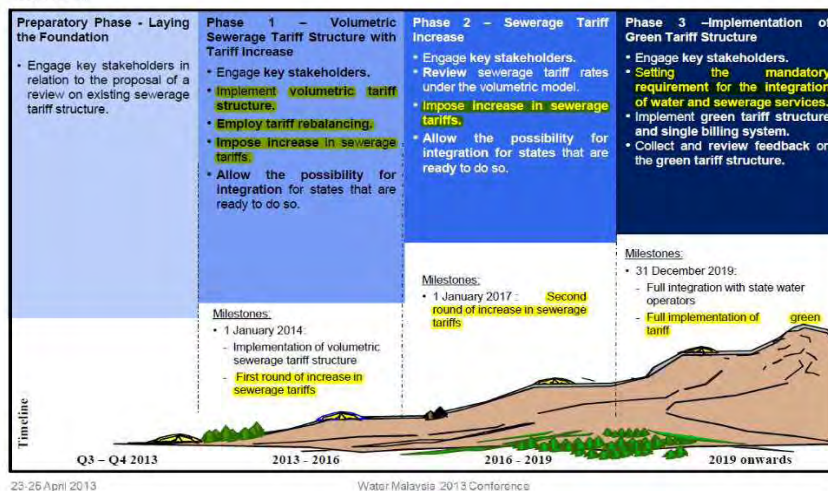 Preparatory Phase - Laying
the Foundation
• Engage key stakeholders in
relation to the proposal of a
review on existing sewerage
tariff structure.
Phase 1 – Volumetric
Sewerage Tariff Structure with
Tariff Increase
• Engage key stakeholders.
• Implement volumetric tariff
structure.
• Employ tariff rebalancing.
• Impose increase in sewerage
tariffs.
• Allow the possibility for
integration for states that are
ready to do so.
Milestones:
• 1 January 2014:
- Implementation of volumetric
sewerage tariff structure
- First round of increase in
sewerage tariffs
Phase 2 – Sewerage Tariff
Increase
• Engage key stakeholders.
• Review sewerage tariff rates
under the volumetric model.
• Impose increase in sewerage
tariffs.
• Allow the possibility for
integration for states that are
ready to do so.
Milestones:
• 1 January 2017 : Second
round of increase in sewerage
tariffs
Phase 3 –Implementation of
Green Tariff Structure
• Engage key stakeholders.
• Setting the mandatory
requirement for the integration
of water and sewerage services.
• Implement green tariff structure
and single billing system.
• Collect and review feedback on
the green tariff structure.
Milestones:
• 31 December 2019:
- Full integration with state water
operators
- Full implementation of green
tariff
Timeline
Q3 – Q4 2013
2013 - 2016
2016 - 2019
2019 onwards
23-25 April 2013
Water Malaysia 2013 Conference